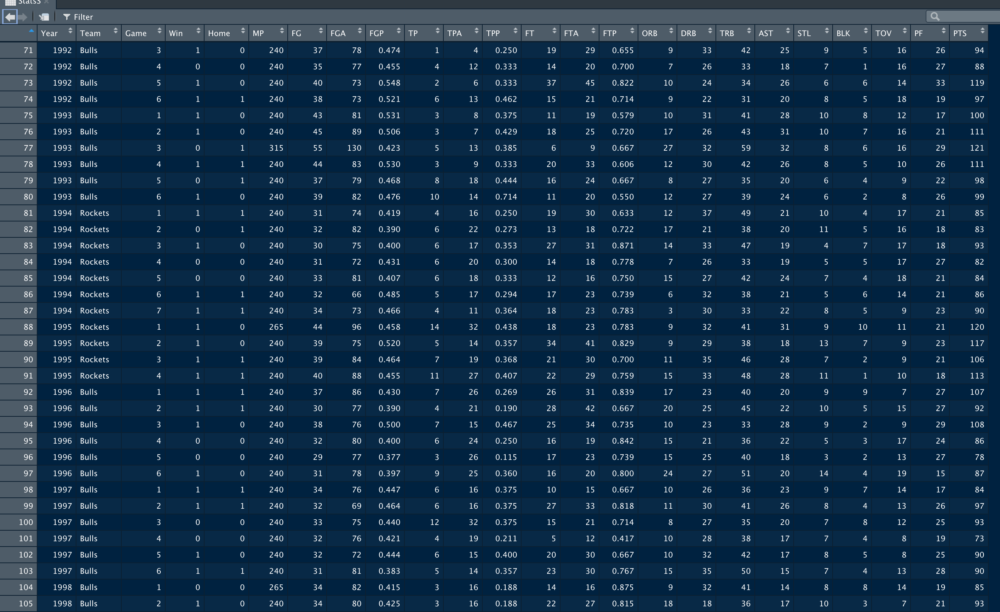 Stats3
Filter
Year Team Game Win Home MP FG FGA FGP TP TPA TPP FT FTA FTP ORB DRB TRB AST STL BLK TOV PF PTS
71 1992 Bulls 3 1 0 240 37 78 0.474 1 4 0.250 19 29 0.655 9 33 42 25 9 5 16 26 94
72 1992 Bulls 4 0 0 240 35 77 0.455 4 12 0.333 14 20 0.700 7 26 33 18 7 1 16 27 88
73 1992 Bulls 5 1 0 240 40 73 0.548 2 6 0.333 37 45 0.822 10 24 34 26 6 6 14 33 119
74 1992 Bulls 6 1 1 240 38 73 0.521 6 13 0.462 15 21 0.714 9 22 31 20 8 5 18 19 97
75 1993 Bulls 1 1 0 240 43 81 0.531 3 8 0.375 11 19 0.579 10 31 41 28 10 8 12 17 100
76 1993 Bulls 2 1 0 240 45 89 0.506 3 7 0.429 18 25 0.720 17 26 43 31 10 7 16 21 111
77 1993 Bulls 3 0 1 315 55 130 0.423 5 13 0.385 6 9 0.667 27 32 59 32 8 6 16 29 121
78 1993 Bulls 4 1 1 240 44 83 0.530 3 9 0.333 20 33 0.606 12 30 42 26 8 5 10 26 111
79 1993 Bulls 5 0 1 240 37 79 0.468 8 18 0.444 16 24 0.667 8 27 35 20 6 4 9 22 98
80 1993 Bulls 6 1 0 240 39 82 0.476 10 14 0.714 11 20 0.550 12 27 39 24 6 2 8 26 99
81 1994 Rockets 1 1 1 240 31 74 0.419 4 16 0.250 19 30 0.633 12 37 49 21 10 4 17 21 85
82 1994 Rockets 2 0 1 240 32 82 0.390 6 22 0.273 13 18 0.722 17 21 38 20 11 5 16 18 83
83 1994 Rockets 3 1 0 240 30 75 0.400 6 17 0.353 27 31 0.871 14 33 47 19 4 7 17 18 93
84 1994 Rockets 4 0 0 240 31 72 0.431 6 20 0.300 14 18 0.778 7 26 33 19 5 5 17 27 82
85 1994 Rockets 5 0 0 240 33 81 0.407 6 18 0.333 12 16 0.750 15 27 42 24 7 4 18 21 84
86 1994 Rockets 6 1 1 240 32 66 0.485 5 17 0.294 17 23 0.739 6 32 38 21 5 6 14 21 86
87 1994 Rockets 7 1 1 240 34 73 0.466 4 11 0.364 18 23 0.783 3 30 33 22 8 5 9 23 90
88 1995 Rockets 1 1 0 265 44 96 0.458 14 32 0.438 18 23 0.783 9 32 41 31 9 10 11 21 120
89 1995 Rockets 2 1 0 240 39 75 0.520 5 14 0.357 34 41 0.829 9 29 38 18 13 7 9 23 117
90 1995 Rockets 3 1 1 240 39 84 0.464 7 19 0.368 21 30 0.700 11 35 46 28 7 2 9 21 106
91 1995 Rockets 4 1 1 240 40 88 0.455 11 27 0.407 22 29 0.759 15 33 48 28 11 1 10 18 113
92 1996 Bulls 1 1 1 240 37 86 0.430 7 26 0.269 26 31 0.839 17 23 40 20 9 9 7 27 107
93 1996 Bulls 2 1 1 240 30 77 0.390 4 21 0.190 28 42 0.667 20 25 45 22 10 5 15 27 92
94 1996 Bulls 3 1 0 240 38 76 0.500 7 15 0.467 25 34 0.735 10 23 33 28 9 2 9 29 108
95 1996 Bulls 4 0 0 240 32 80 0.400 6 24 0.250 16 19 0.842 15 21 36 22 5 3 17 24 86
96 1996 Bulls 5 0 0 240 29 77 0.377 3 26 0.115 17 23 0.739 15 25 40 18 3 2 13 27 78
97 1996 Bulls 6 1 0 240 31 78 0.397 9 25 0.360 16 20 0.800 24 27 51 20 14 4 19 15 87
98 1997 Bulls 1 1 1 240 34 76 0.447 6 16 0.375 10 15 0.667 10 26 36 23 9 7 14 17 84
99 1997 Bulls 2 1 1 240 32 69 0.464 6 16 0.375 27 33 0.818 11 30 41 26 8 4 13 26 97
100 1997 Bulls 3 0 0 240 33 75 0.440 12 32 0.375 15 21 0.714 8 27 35 20 7 8 12 25 93
101 1997 Bulls 4 0 0 240 32 76 0.421 4 19 0.211 5 12 0.417 10 28 38 17 7 4 8 19 73
102 1997 Bulls 5 1 0 240 32 72 0.444 6 15 0.400 20 30 0.667 10 32 42 17 8 5 8 25 90
103 1997 Bulls 6 1 1 240 31 81 0.383 5 14 0.357 23 30 0.767 15 35 50 15 7 4 13 28 90
104 1998 Bulls 1 0 0 265 34 82 0.415 3 16 0.188 14 16 0.875 9 32 41 14 8 8 14 19 85
105 1998 Bulls 2 1 0 240 34 80 0.425 3 16 0.188 22 27 0.815 18 18 36 17 10 3 7 21 93